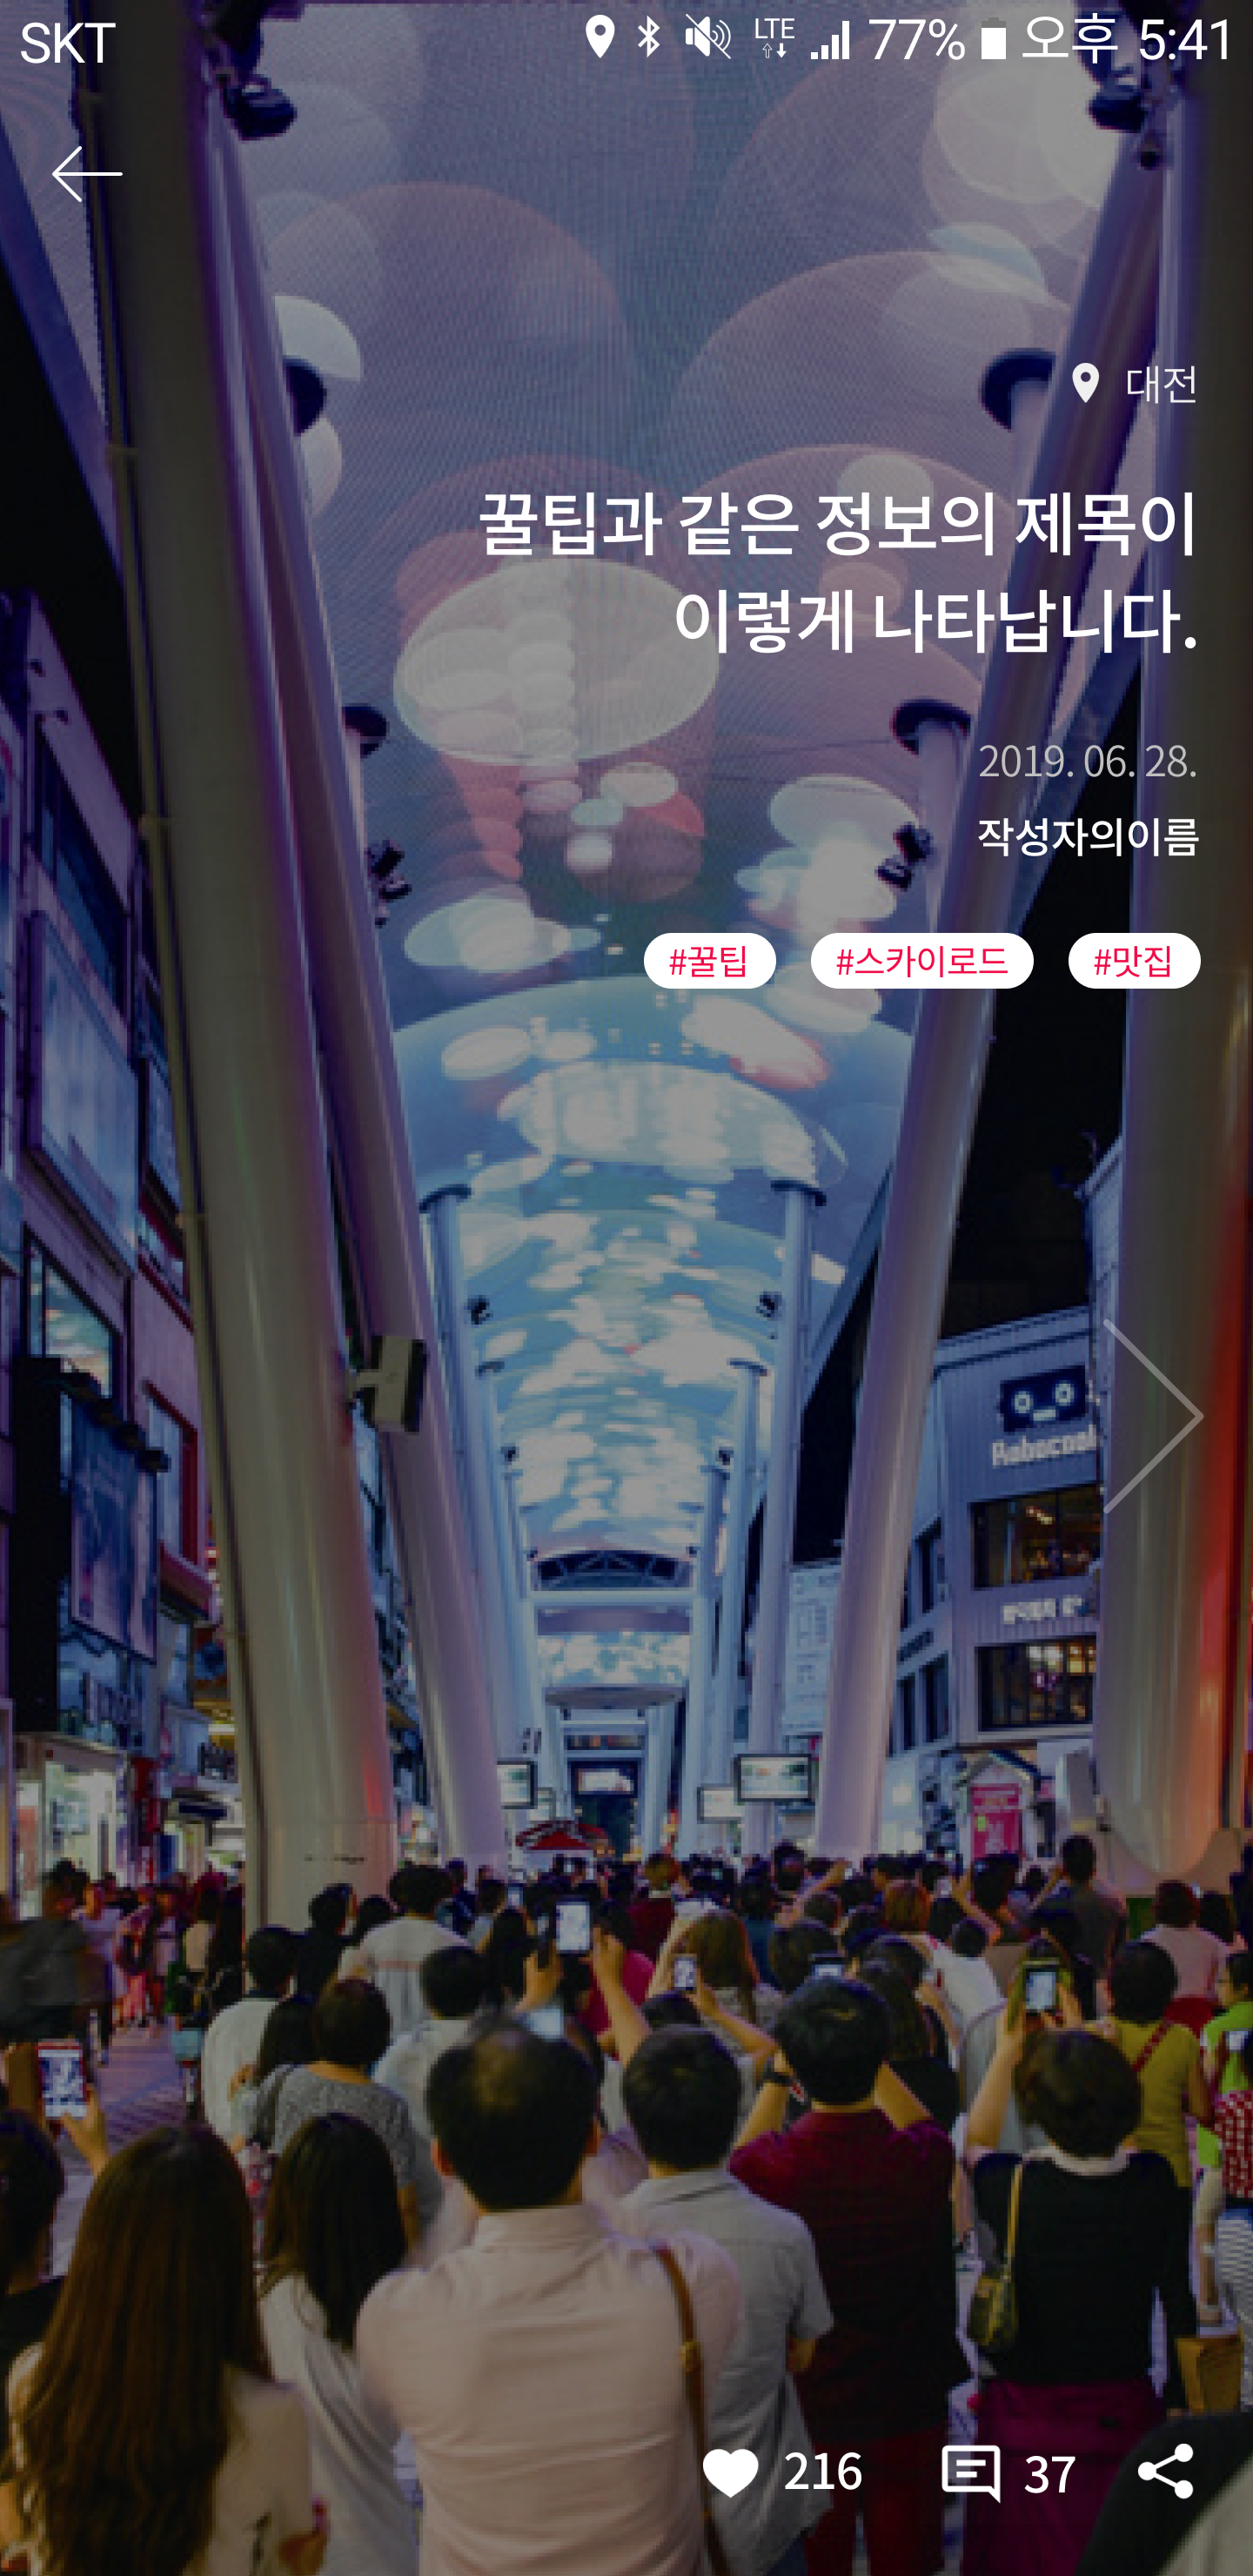 SKT
LTE
77%
오후 5:41
대전
꿀팁과 같은 정보의 제목이
이렇게 나타납니다.
2019. 06. 28.
작성자의이름
#꿀팁 #스카이로드 #맛집
216
37